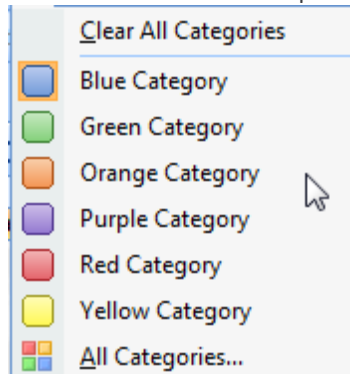 Clear All Categories
Blue Category
Green Category
Orange Category
Purple Category
Red Category
Yellow Category
All Categories...